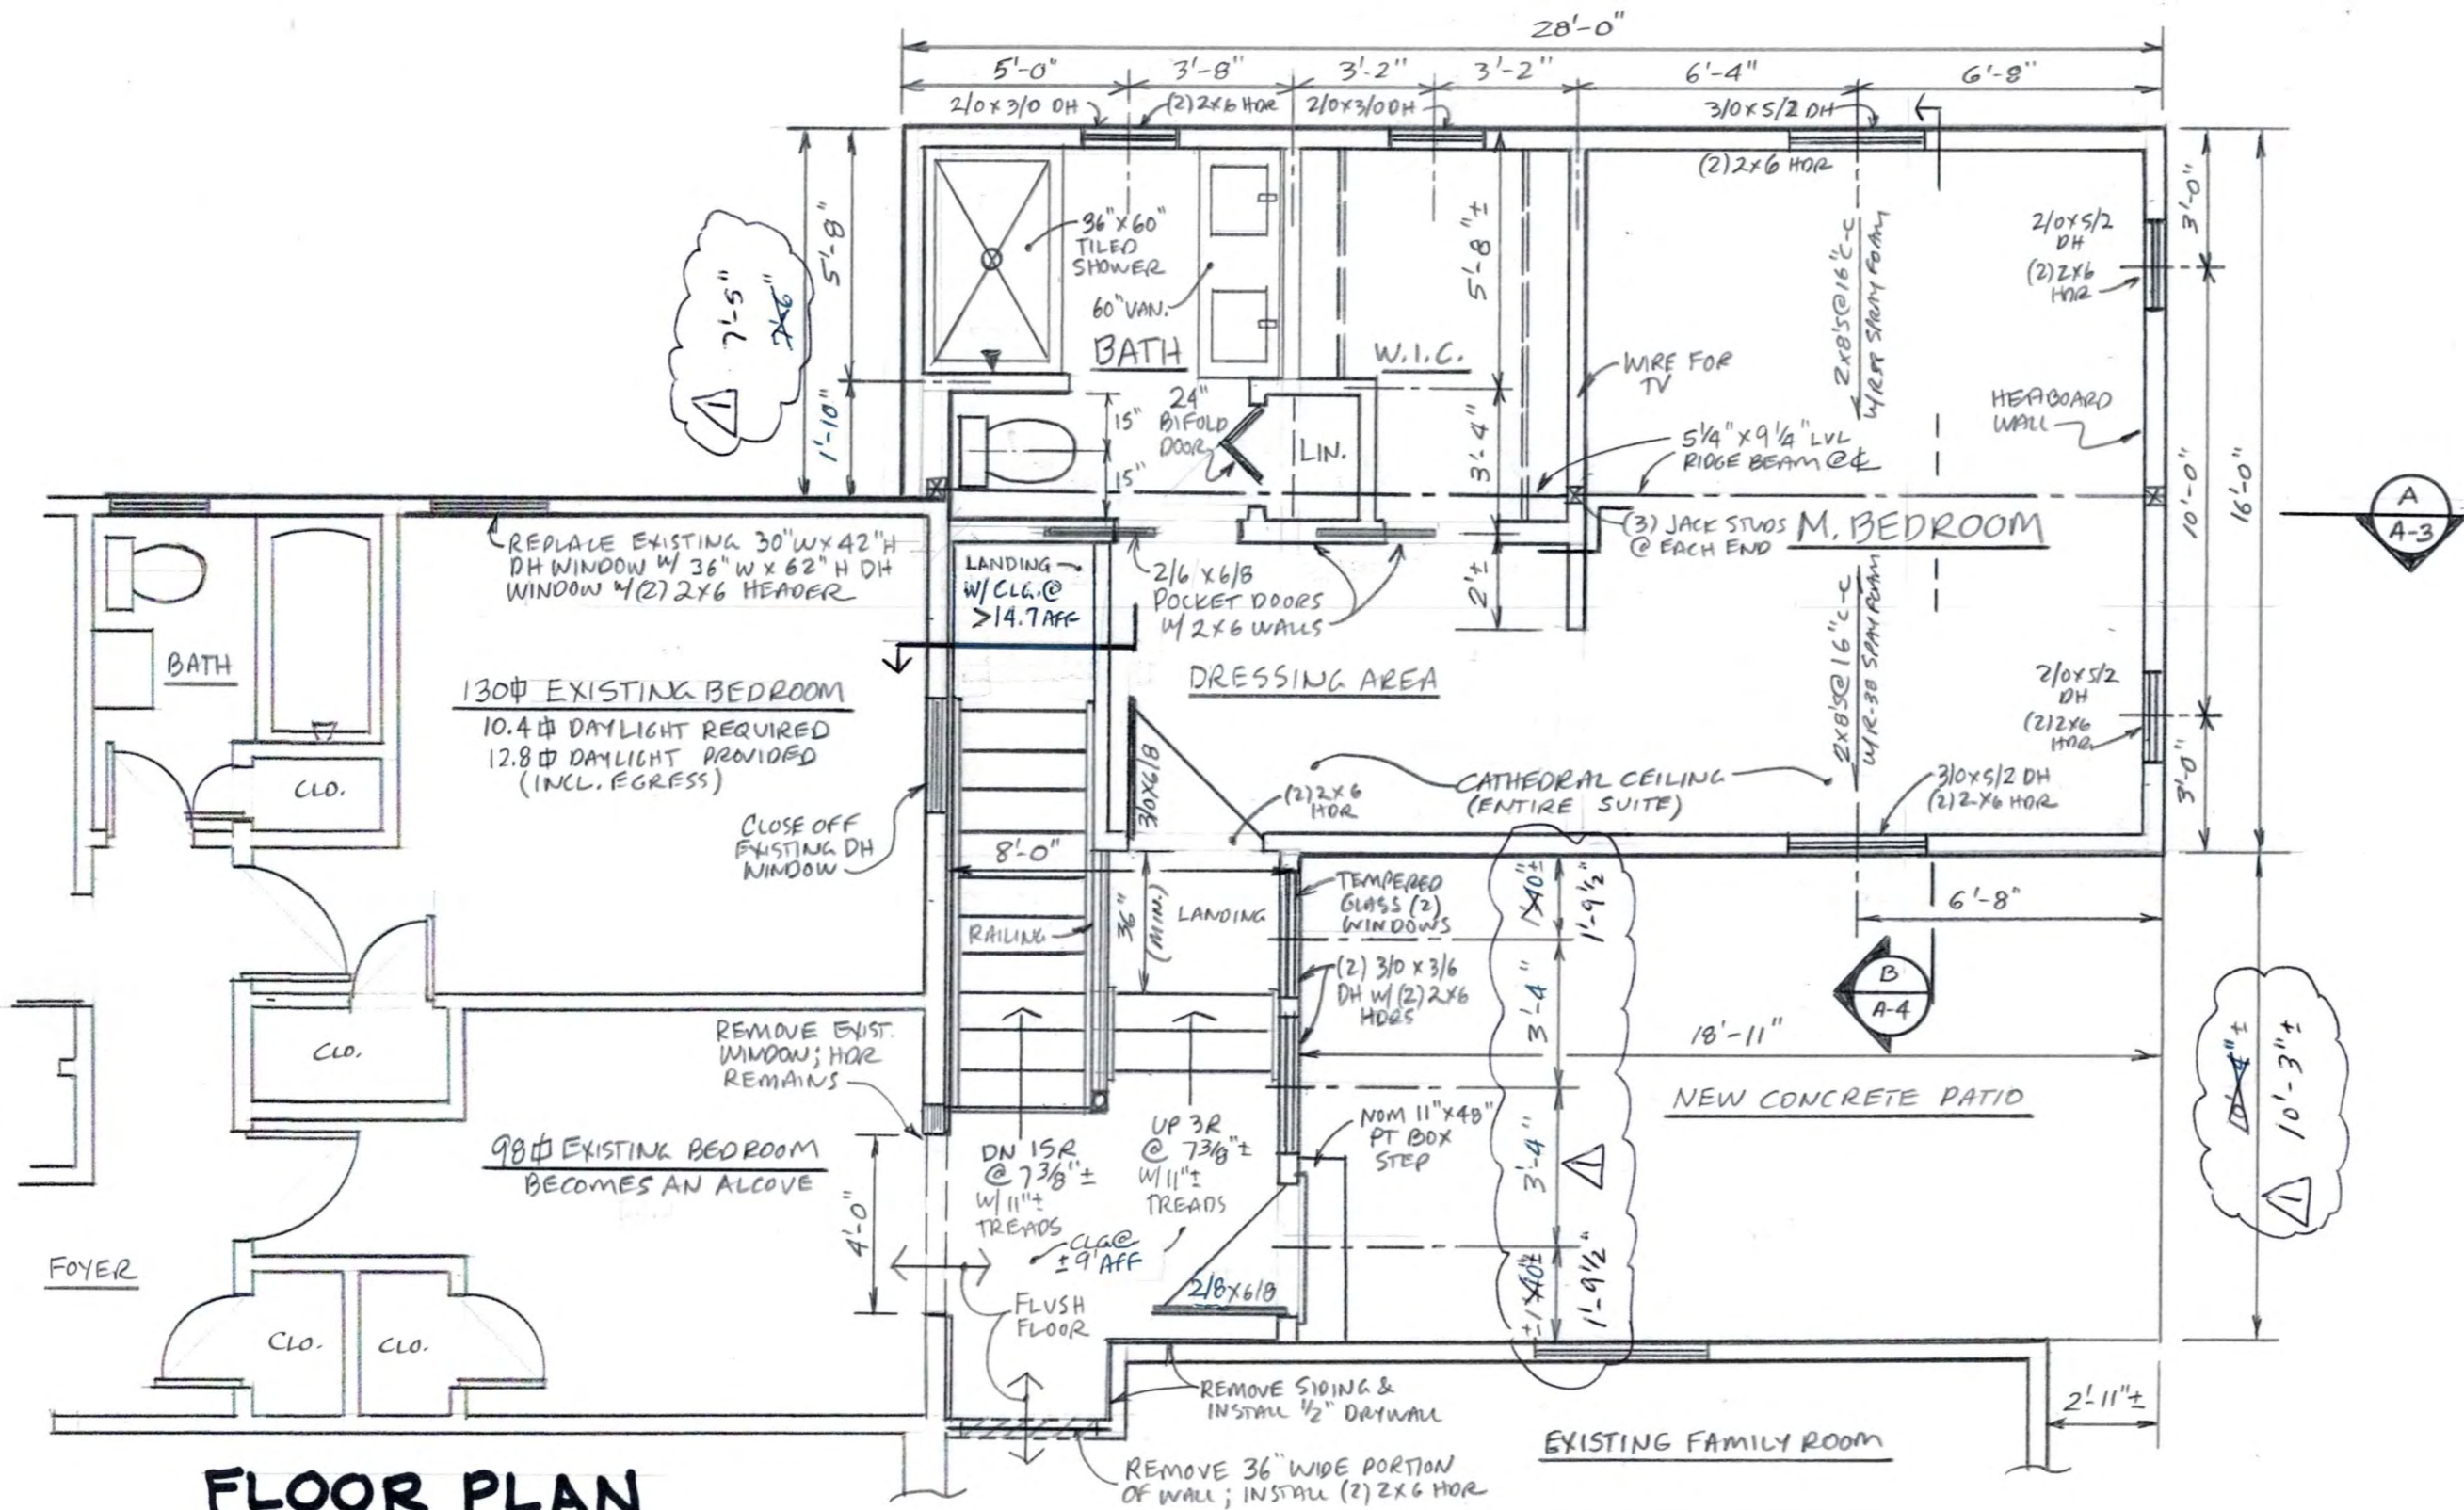 28'-0"
5'-0"
3'-8"
3'-2"
3'-2"
6'-4"
6'-8"
2/0 x 3/0 DH
(2) 2x6 HDR
2/0x3/0 DH
3/0 x 5/2 DH
(2) 2x6 HDR
5'-8"
1'-10"
7'-5"
1
36"x60"
TILED
SHOWER
60" VAN.
BATH
W.I.C.
5'-8"±
3'-4"
2'±
24"
BIFOLD
DOOR
15"
15"
LIN.
WIRE FOR
TV
5 1/4" x 9 1/4" LVL
RIDGE BEAM @ ℄
(3) JACK STUDS
@ EACH END
M. BEDROOM
2x8'S@16"C-C
SPRAY FOAM
2x8'S@16"C-C
W/R-38 SPAY FOAM
2/0x5/2
DH
(2) 2x6
HDR
HEABOARD
WALL
2/0x5/2
DH
(2) 2x6
HDR
3'-0"
10'-0"
3'-0"
16'-0"
A
A-3
REPLACE EXISTING 30"W x 42"H
DH WINDOW W/ 36"W x 62"H DH
WINDOW W/(2) 2x6 HEADER
LANDING
W/ CLG. @
>14.7 AFF
2/6 x 6/8
POCKET DOORS
W/ 2x6 WALLS
DRESSING AREA
BATH
130⏍ EXISTING BEDROOM
10.4⏍ DAYLIGHT REQUIRED
12.8⏍ DAYLIGHT PROVIDED
(INCL. EGRESS)
CLO.
CLOSE OFF
EXISTING DH
WINDOW
3/0x6/8
(2) 2x6
HDR
CATHEDRAL CEILING
(ENTIRE SUITE)
3/0x5/2 DH
(2) 2x6 HDR
8'-0"
36"
(MIN.)
LANDING
RAILING
TEMPERED
GLASS (2)
WINDOWS
(2) 3/0 x 3/6
DH W/(2) 2x6
HDRS
1'-9 1/2"
3'-4"
3'-4"
1
1'-9 1/2"
6'-8"
B
A-4
18'-11"
NEW CONCRETE PATIO
10'-3"±
1
CLO.
REMOVE EXIST.
WINDOW; HDR
REMAINS
98⏍ EXISTING BEDROOM
BECOMES AN ALCOVE
4'-0"
DN 15R
@ 7 3/8"±
W/ 11"±
TREADS
UP 3R
@ 7 3/8"±
W/ 11"±
TREADS
NOM 11"x48"
PT BOX
STEP
CLG @
±9' AFF
2/8x6/8
FLUSH
FLOOR
FOYER
CLO.
CLO.
REMOVE SIDING &
INSTALL 1/2" DRYWALL
2'-11"±
EXISTING FAMILY ROOM
REMOVE 36" WIDE PORTION
OF WALL; INSTALL (2) 2x6 HDR
FLOOR PLAN